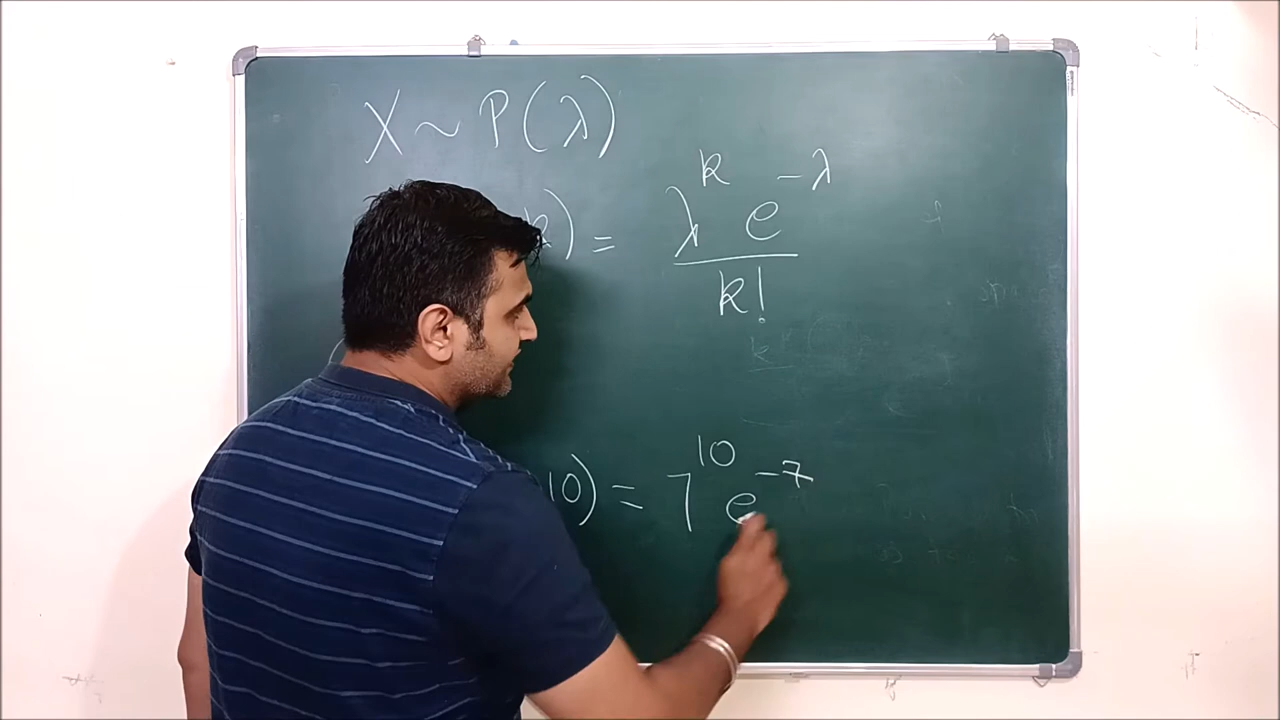 X ~ P(λ)
k) = λ^k e^-λ
k!
10) = 7^10 e^-7